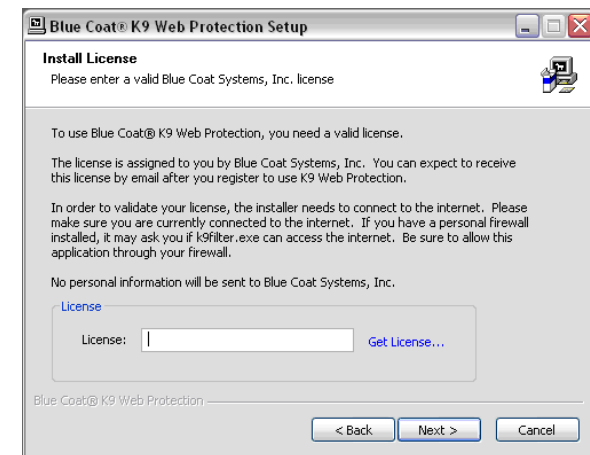 Blue Coat® K9 Web Protection Setup
Install License
Please enter a valid Blue Coat Systems, Inc. license
To use Blue Coat® K9 Web Protection, you need a valid license.
The license is assigned to you by Blue Coat Systems, Inc.  You can expect to receive
this license by email after you register to use K9 Web Protection.
In order to validate your license, the installer needs to connect to the internet.  Please
make sure you are currently connected to the internet.  If you have a personal firewall
installed, it may ask you if k9filter.exe can access the internet.  Be sure to allow this
application through your firewall.
No personal information will be sent to Blue Coat Systems, Inc.
License
License: Get License...
Blue Coat® K9 Web Protection
< Back Next > Cancel